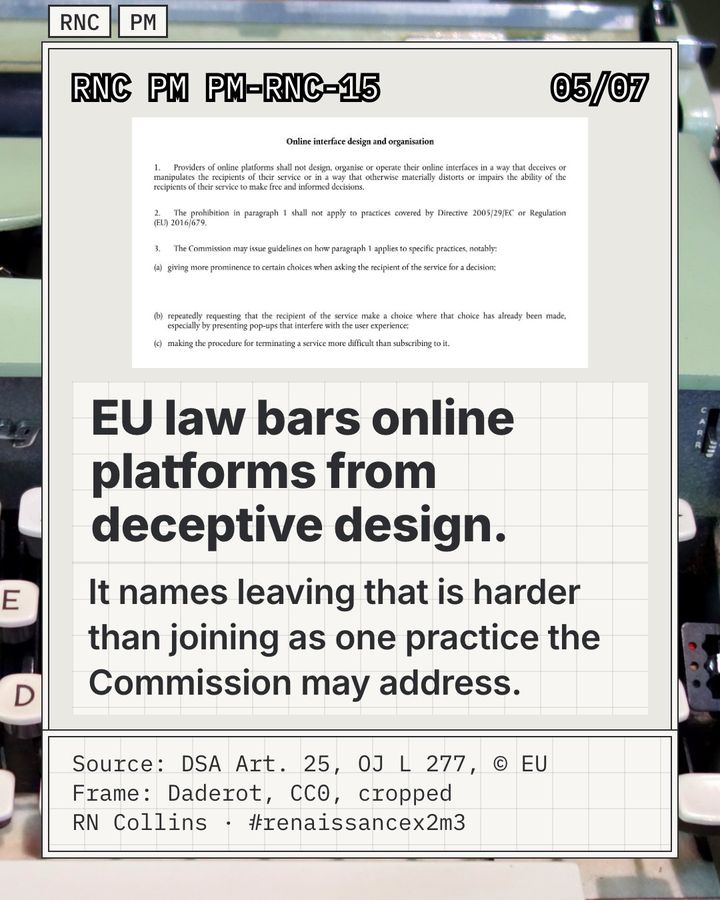 RNC PM
RNC PM PM-RNC-15 05/07
Online interface design and organisation
1. Providers of online platforms shall not design, organise or operate their online interfaces in a way that deceives or
manipulates the recipients of their service or in a way that otherwise materially distorts or impairs the ability of the
recipients of their service to make free and informed decisions.
2. The prohibition in paragraph 1 shall not apply to practices covered by Directive 2005/29/EC or Regulation
(EU) 2016/679.
3. The Commission may issue guidelines on how paragraph 1 applies to specific practices, notably:
(a) giving more prominence to certain choices when asking the recipient of the service for a decision;
(b) repeatedly requesting that the recipient of the service make a choice where that choice has already been made,
especially by presenting pop-ups that interfere with the user experience;
(c) making the procedure for terminating a service more difficult than subscribing to it.
EU law bars online
platforms from
deceptive design.
It names leaving that is harder
than joining as one practice the
Commission may address.
E
D
Source: DSA Art. 25, OJ L 277, © EU
Frame: Daderot, CC0, cropped
RN Collins · #renaissancex2m3